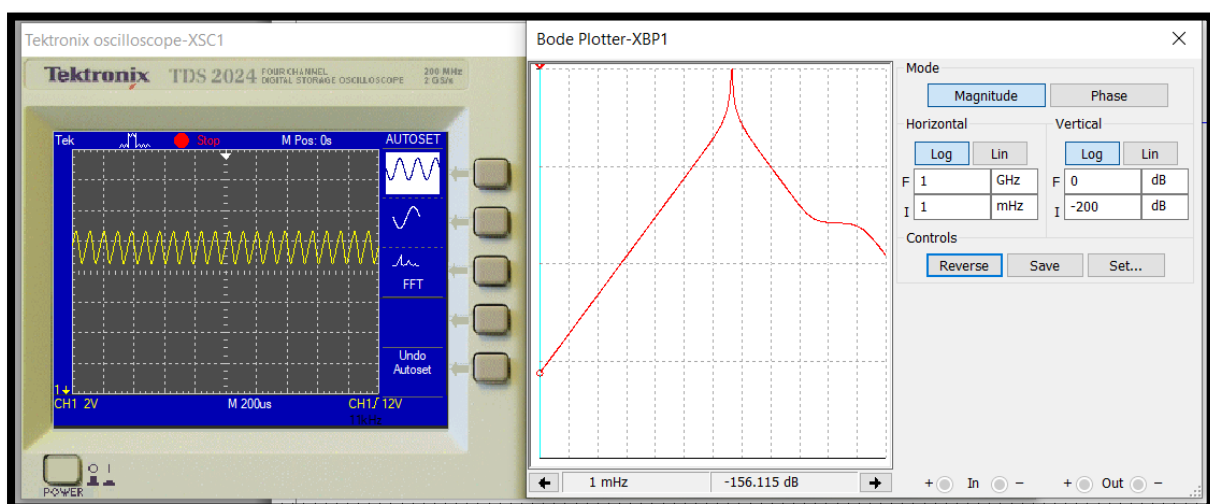 Tektronix oscilloscope-XSC1
Tektronix TDS 2024 FOUR CHANNEL DIGITAL STORAGE OSCILLOSCOPE 200 MHz 2 GS/s
Tek Stop M Pos: 0s AUTOSET
FFT
Undo
Autoset
1
CH1 2V M 200us CH1 12V
11kHz
POWER
Bode Plotter-XBP1
Mode
Magnitude Phase
Horizontal Vertical
Log Lin Log Lin
F 1 GHz F 0 dB
I 1 mHz I -200 dB
Controls
Reverse Save Set...
1 mHz -156.115 dB
+ In - + Out -